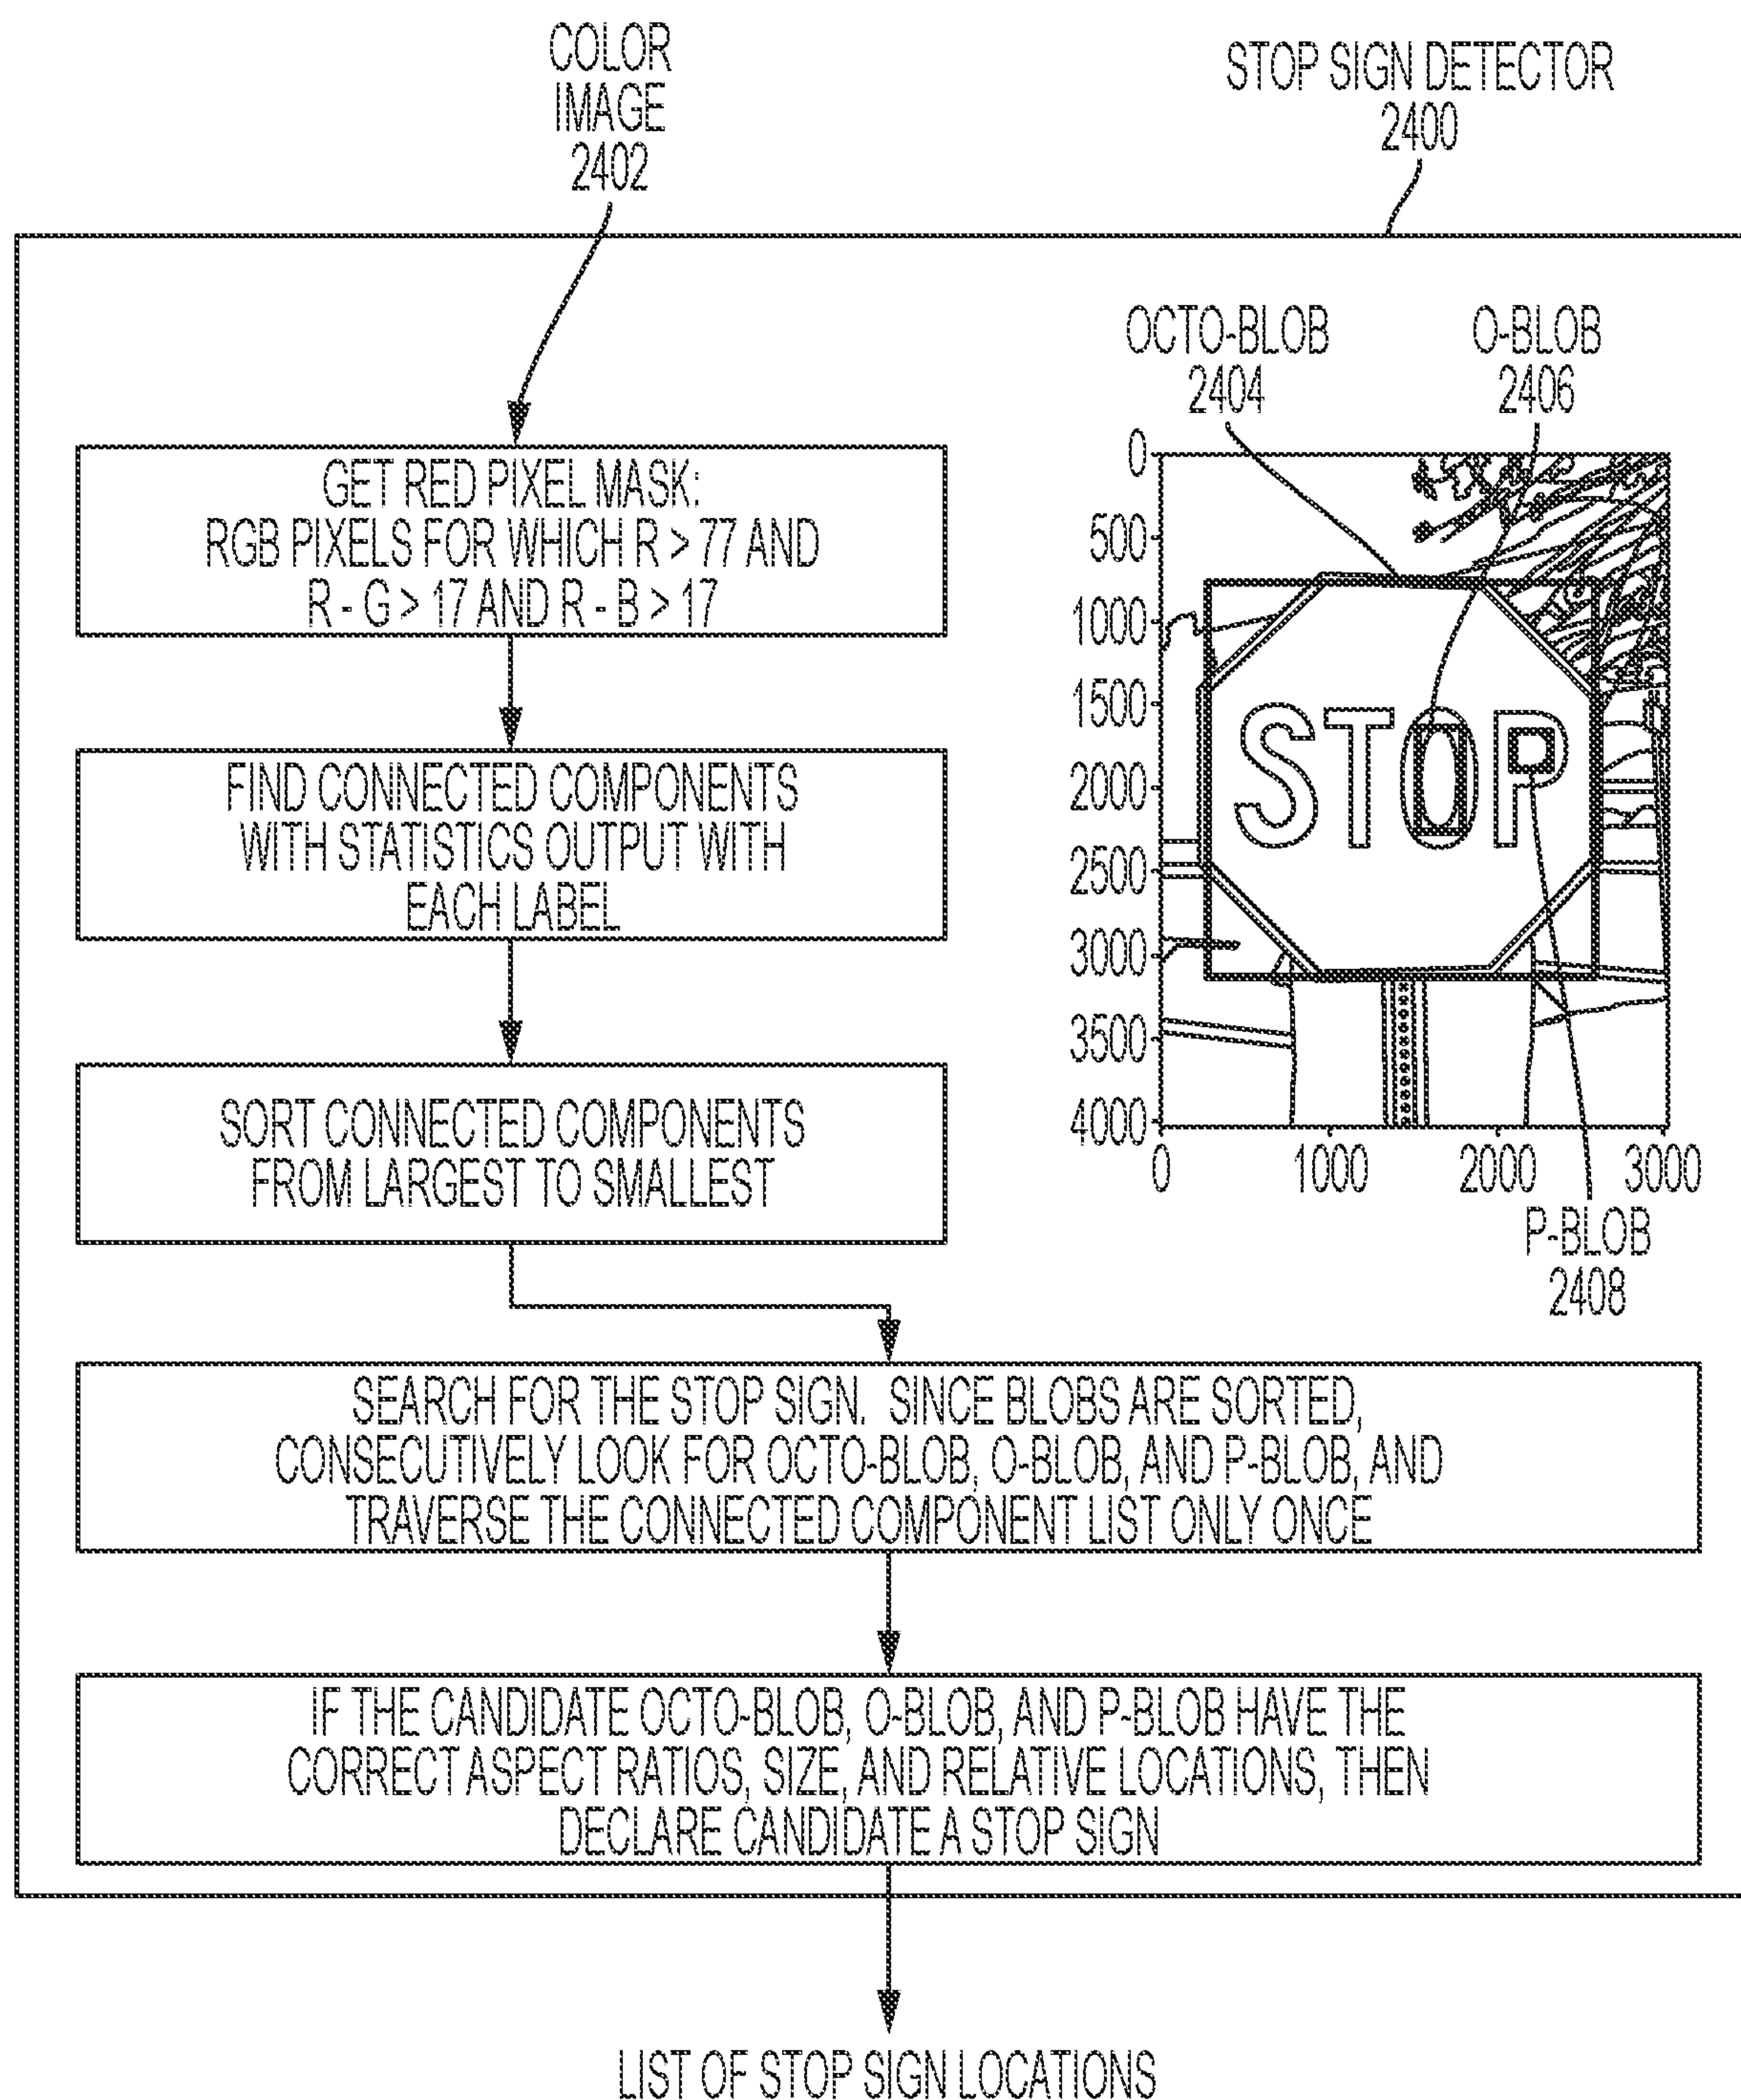 COLOR
IMAGE
2402
STOP SIGN DETECTOR
2400
GET RED PIXEL MASK:
RGB PIXELS FOR WHICH R > 77 AND
R - G > 17 AND R - B > 17
FIND CONNECTED COMPONENTS
WITH STATISTICS OUTPUT WITH
EACH LABEL
SORT CONNECTED COMPONENTS
FROM LARGEST TO SMALLEST
OCTO-BLOB
2404
O-BLOB
2406
0
500
1000
1500
2000
2500
3000
3500
4000
STOP
0 1000 2000 3000
P-BLOB
2408
SEARCH FOR THE STOP SIGN. SINCE BLOBS ARE SORTED,
CONSECUTIVELY LOOK FOR OCTO-BLOB, O-BLOB, AND P-BLOB, AND
TRAVERSE THE CONNECTED COMPONENT LIST ONLY ONCE
IF THE CANDIDATE OCTO-BLOB, O-BLOB, AND P-BLOB HAVE THE
CORRECT ASPECT RATIOS, SIZE, AND RELATIVE LOCATIONS, THEN
DECLARE CANDIDATE A STOP SIGN
LIST OF STOP SIGN LOCATIONS